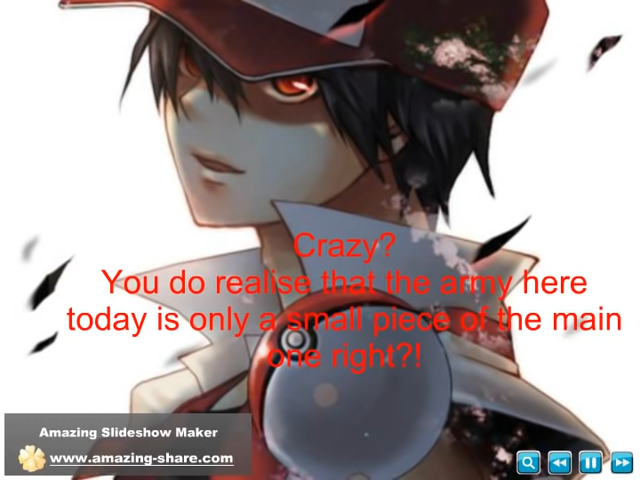 Crazy?
You do realise that the army here
today is only a small piece of the main
one right?!
Amazing Slideshow Maker
www.amazing-share.com